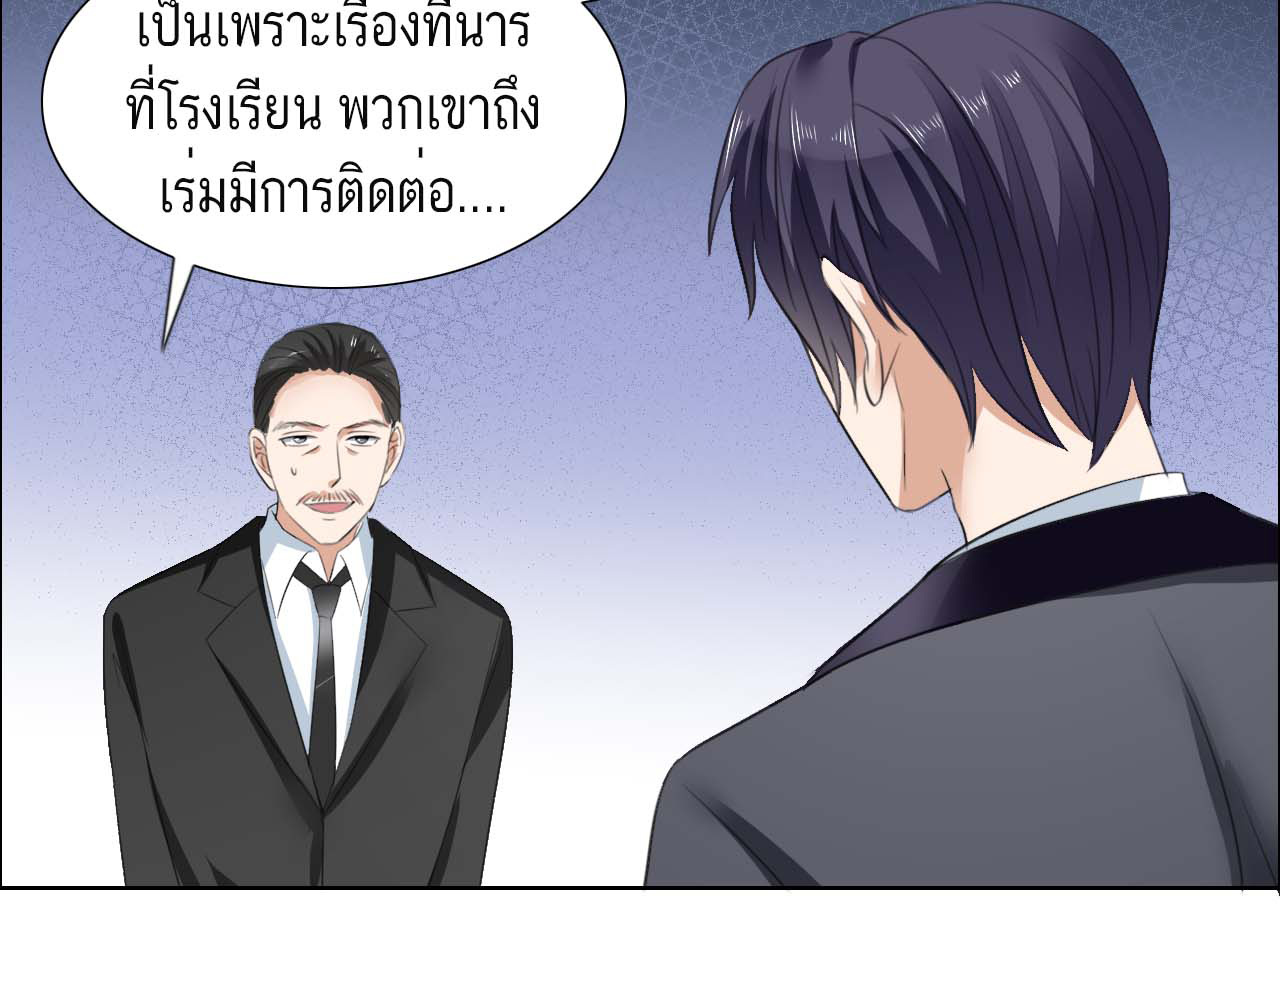 เป็นเพราะเรื่องที่นาร
ที่โรงเรียน พวกเขาถึง
เร่มมีการติดต่อ....